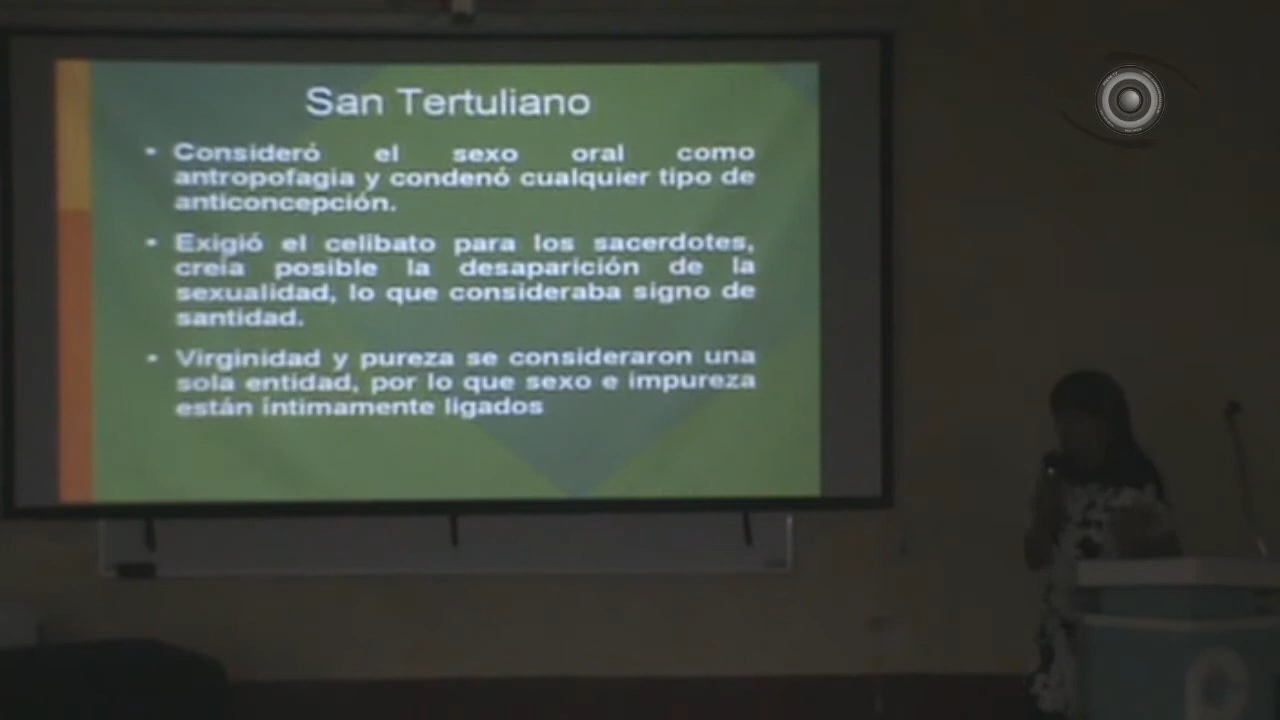 San Tertuliano
• Consideró el sexo oral como
antropofagia y condenó cualquier tipo de
anticoncepción.
• Exigió el celibato para los sacerdotes,
creía posible la desaparición de la
sexualidad, lo que consideraba signo de
santidad.
• Virginidad y pureza se consideraron una
sola entidad, por lo que sexo e impureza
están íntimamente ligados